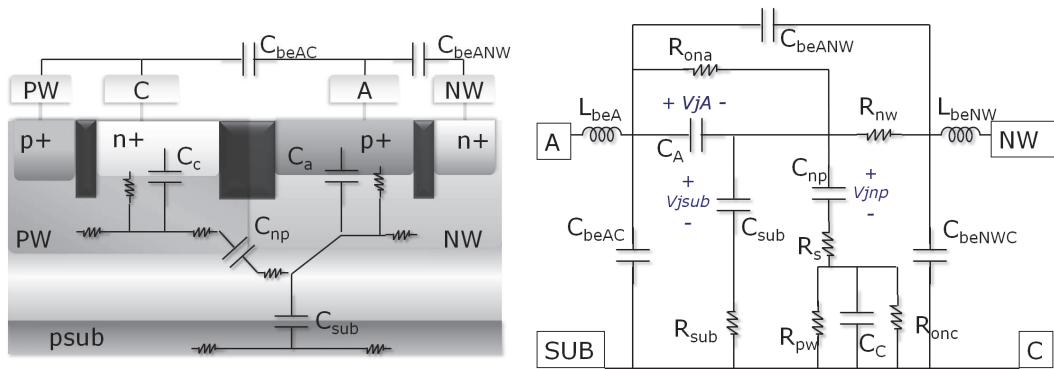 CbeAC
CbeANW
PW
C
A
NW
p+
n+
p+
n+
Cc
Ca
Cnp
PW
NW
Csub
psub
CbeANW
Rona
+ VjA -
LbeA
Rnw
LbeNW
A
CA
NW
+
Vjsub
-
Cnp
+
Vjnp
-
CbeAC
Csub
Rs
CbeNWC
Rsub
Rpw
CC
Ronc
SUB
C